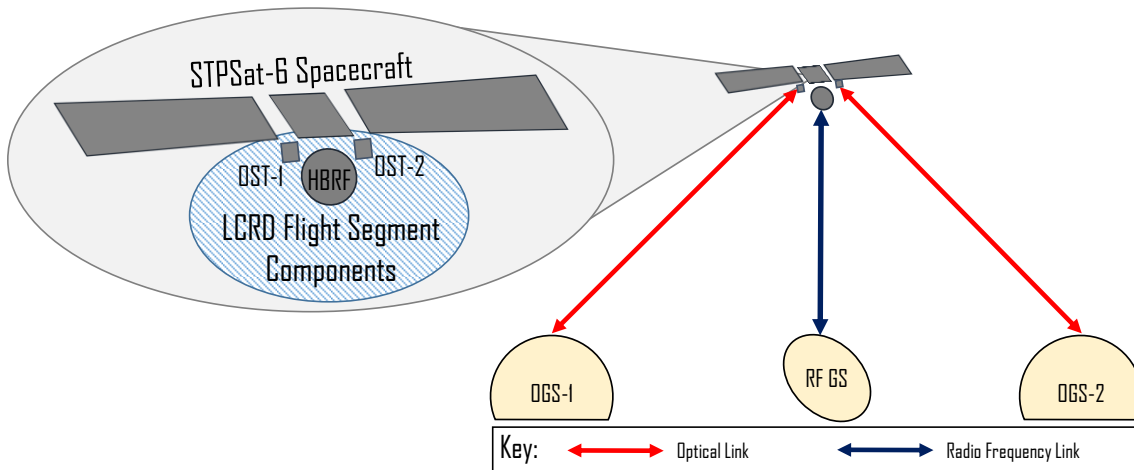 STPSat-6 Spacecraft
OST-1
HBRF
OST-2
LCRD Flight Segment
Components
OGS-1
RF GS
OGS-2
Key:
Optical Link
Radio Frequency Link